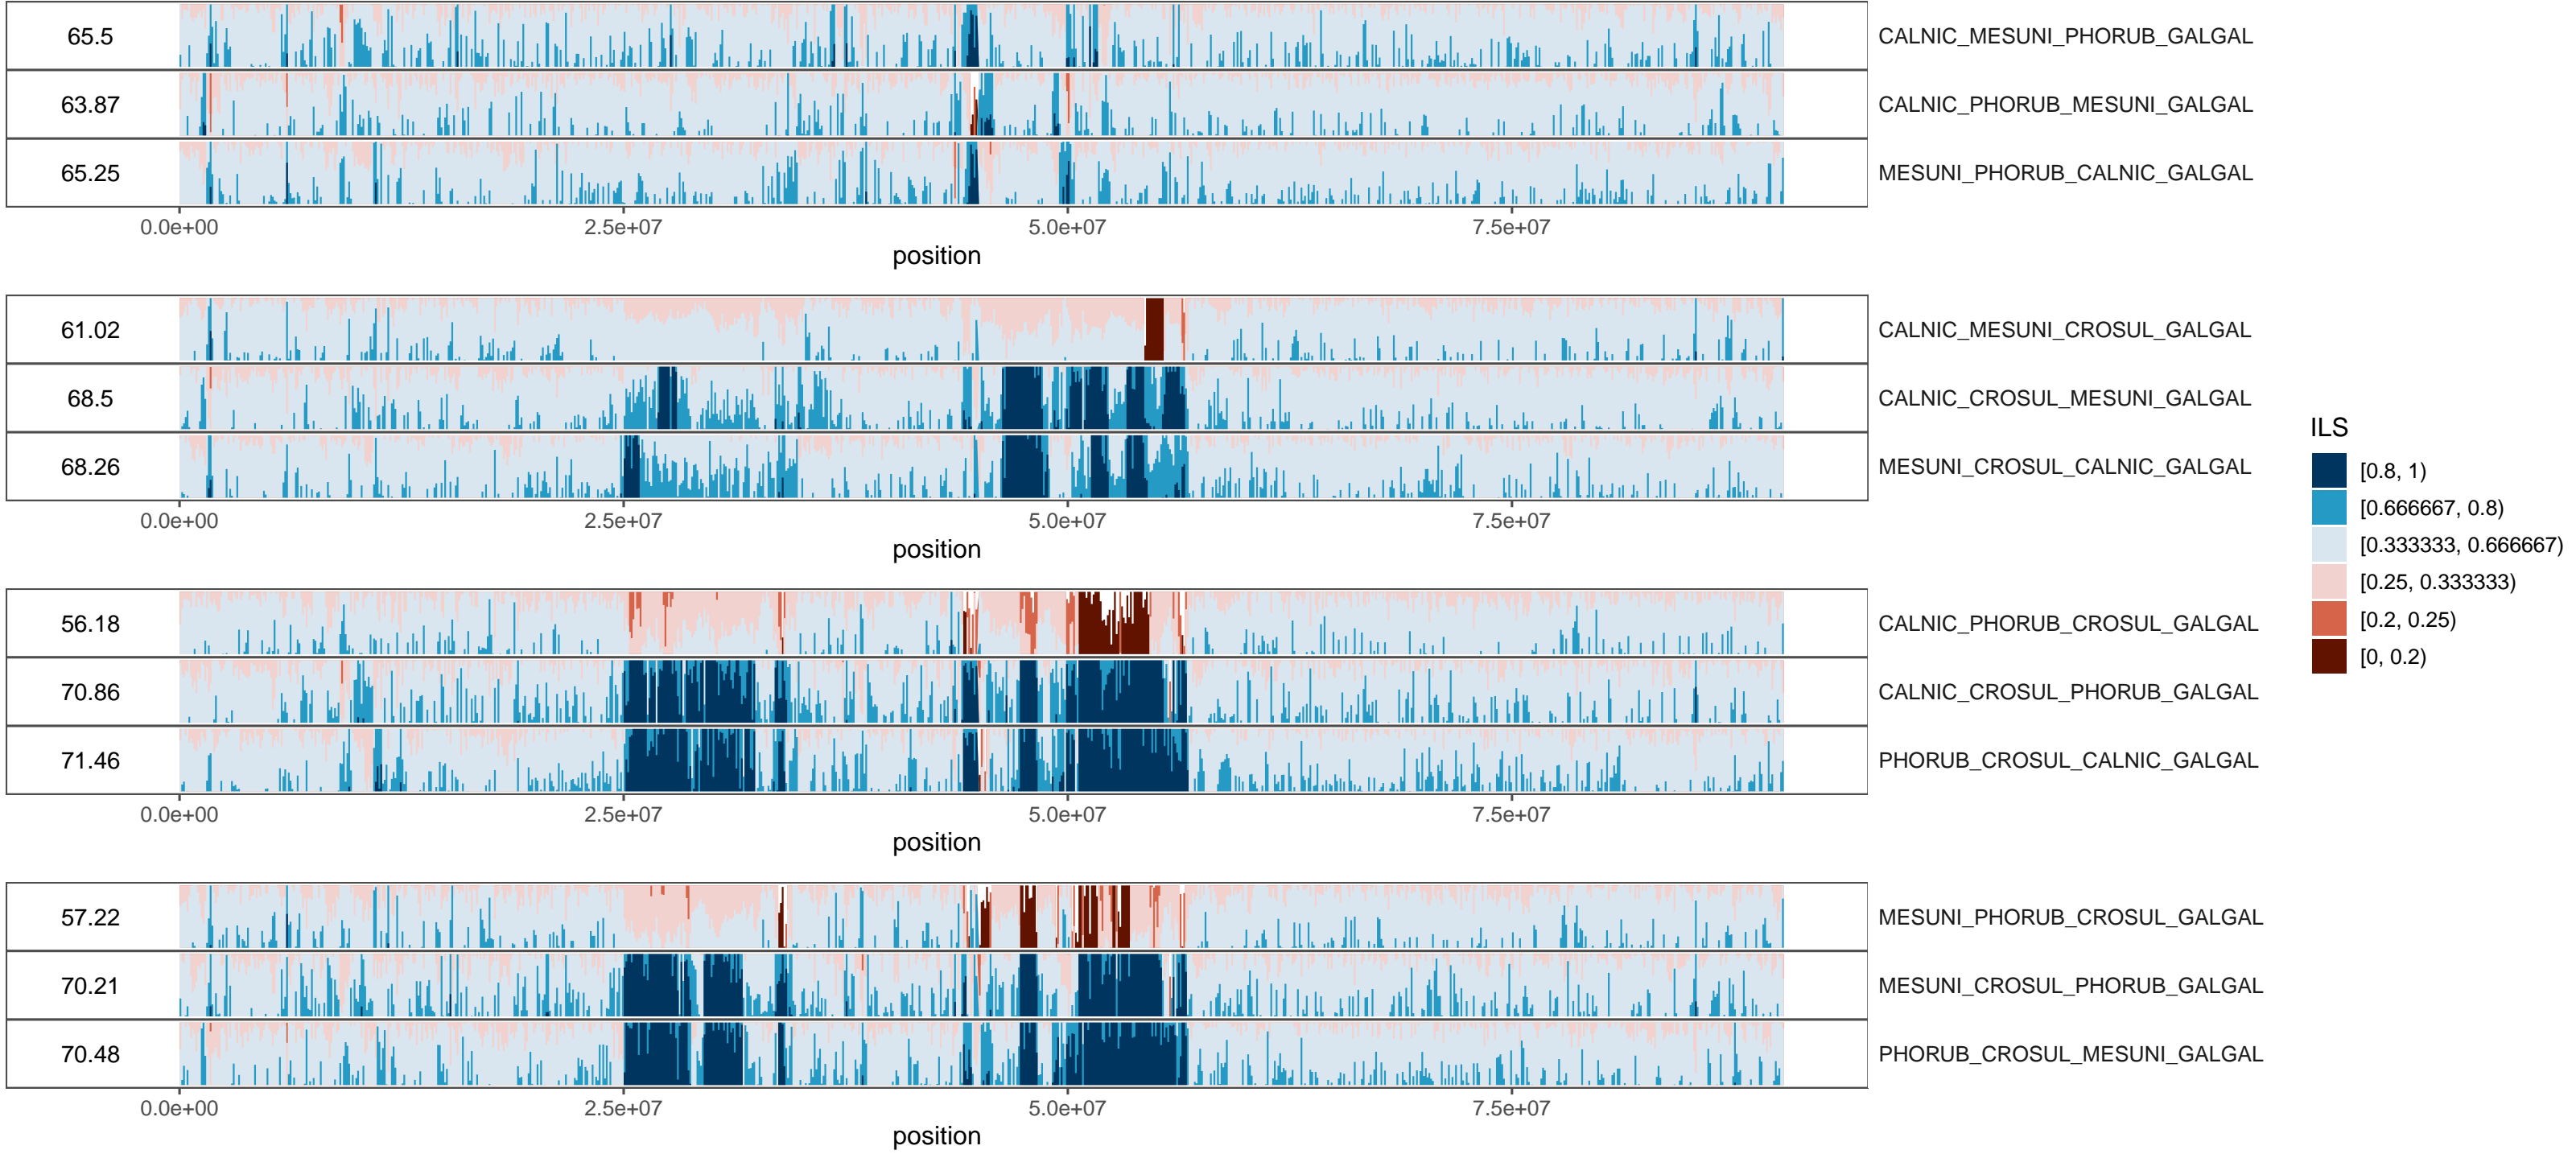 65.5 CALNIC_MESUNI_PHORUB_GALGAL
63.87 CALNIC_PHORUB_MESUNI_GALGAL
65.25 MESUNI_PHORUB_CALNIC_GALGAL
0.0e+00 2.5e+07 5.0e+07 7.5e+07
position
61.02 CALNIC_MESUNI_CROSUL_GALGAL
68.5 CALNIC_CROSUL_MESUNI_GALGAL
68.26 MESUNI_CROSUL_CALNIC_GALGAL
0.0e+00 2.5e+07 5.0e+07 7.5e+07
position
56.18 CALNIC_PHORUB_CROSUL_GALGAL
70.86 CALNIC_CROSUL_PHORUB_GALGAL
71.46 PHORUB_CROSUL_CALNIC_GALGAL
0.0e+00 2.5e+07 5.0e+07 7.5e+07
position
57.22 MESUNI_PHORUB_CROSUL_GALGAL
70.21 MESUNI_CROSUL_PHORUB_GALGAL
70.48 PHORUB_CROSUL_MESUNI_GALGAL
0.0e+00 2.5e+07 5.0e+07 7.5e+07
position
ILS
[0.8, 1)
[0.666667, 0.8)
[0.333333, 0.666667)
[0.25, 0.333333)
[0.2, 0.25)
[0, 0.2)